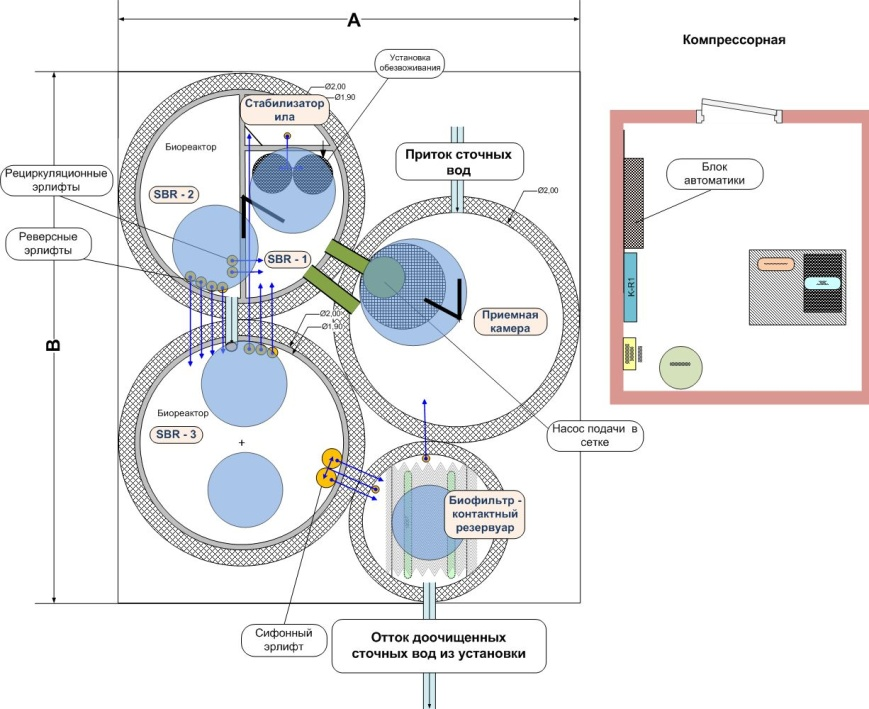 A
Компрессорная
Установка
обезвоживания
Ø2,00
Ø1,90
Стабилизатор
ила
Биореактор
Приток сточных
вод
Блок
автоматики
Рециркуляционные
эрлифты
SBR - 2
Ø2,00
Реверсные
эрлифты
SBR - 1
K-R1
Приемная
камера
Ø2,00
Ø1,90
B
Биореактор
SBR - 3
+
Насос подачи в
сетке
Биофильтр -
контактный
резервуар
Сифонный
эрлифт
Отток доочищенных
сточных вод из установки